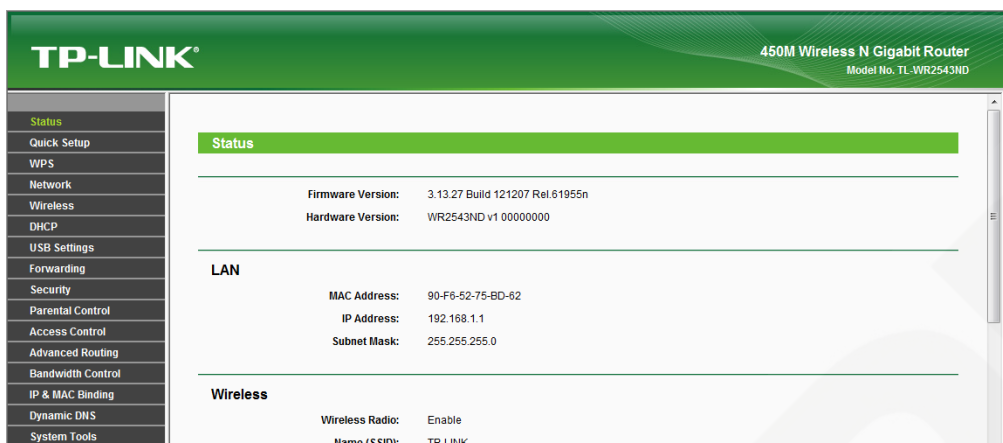 TP-LINK®
450M Wireless N Gigabit Router
Model No. TL-WR2543ND
Status
Quick Setup
WPS
Network
Wireless
DHCP
USB Settings
Forwarding
Security
Parental Control
Access Control
Advanced Routing
Bandwidth Control
IP & MAC Binding
Dynamic DNS
System Tools
Status
Firmware Version: 3.13.27 Build 121207 Rel.61955n
Hardware Version: WR2543ND v1 00000000
LAN
MAC Address: 90-F6-52-75-BD-62
IP Address: 192.168.1.1
Subnet Mask: 255.255.255.0
Wireless
Wireless Radio: Enable
Name (SSID): TP-LINK